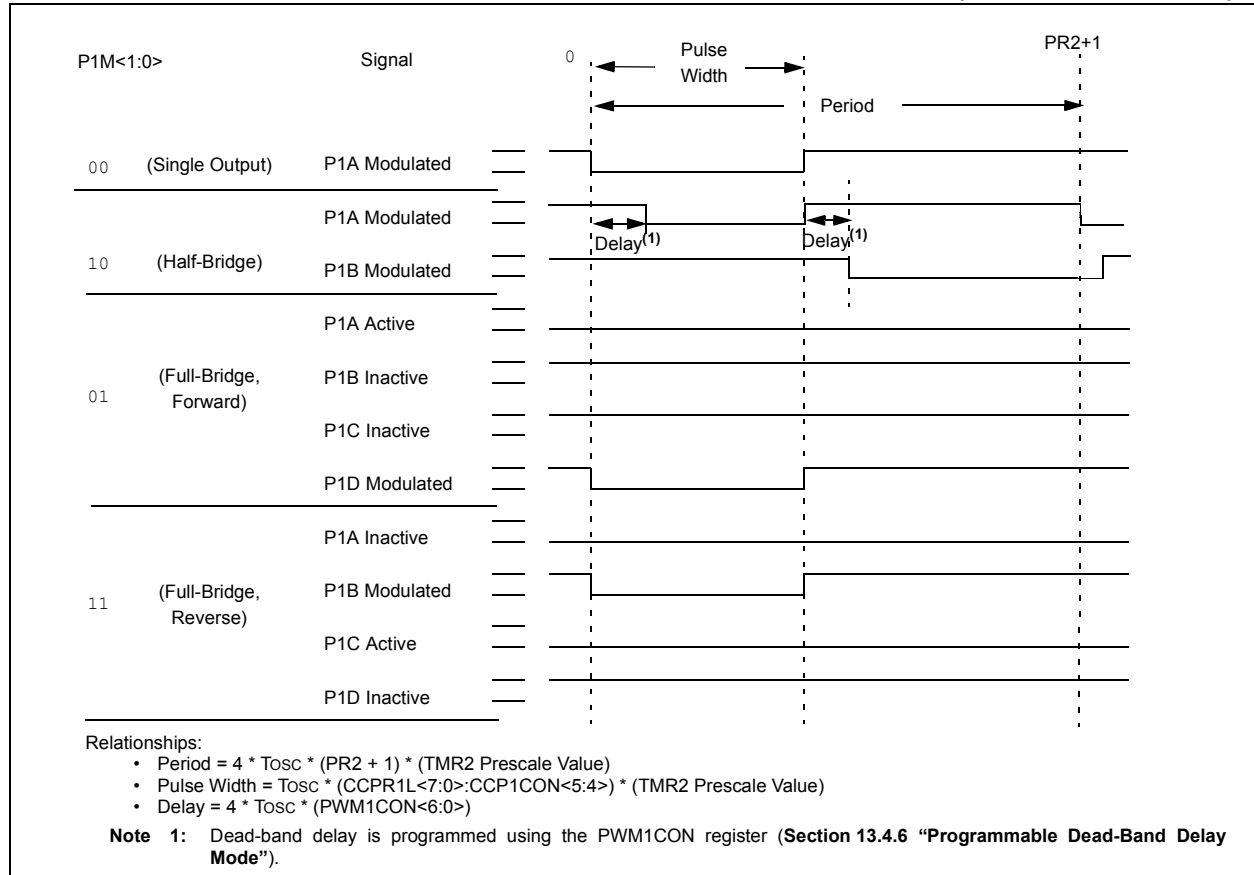 P1M<1:0>
Signal
0
Pulse
Width
PR2+1
Period
00
(Single Output)
P1A Modulated
P1A Modulated
Delay(1)
Delay(1)
10
(Half-Bridge)
P1B Modulated
P1A Active
01
(Full-Bridge,
Forward)
P1B Inactive
P1C Inactive
P1D Modulated
P1A Inactive
11
(Full-Bridge,
Reverse)
P1B Modulated
P1C Active
P1D Inactive
Relationships:
• Period = 4 * TOSC * (PR2 + 1) * (TMR2 Prescale Value)
• Pulse Width = TOSC * (CCPR1L<7:0>:CCP1CON<5:4>) * (TMR2 Prescale Value)
• Delay = 4 * TOSC * (PWM1CON<6:0>)
Note 1: Dead-band delay is programmed using the PWM1CON register (Section 13.4.6 “Programmable Dead-Band Delay
Mode”).